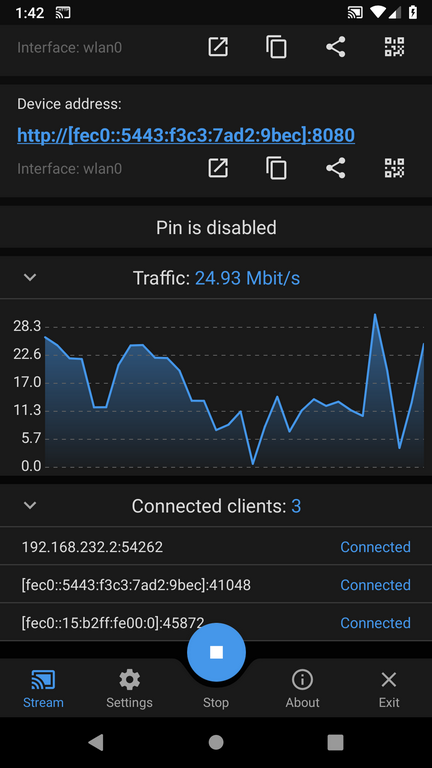 1:42
Interface: wlan0
Device address:
http://[fec0::5443:f3c3:7ad2:9bec]:8080
Interface: wlan0
Pin is disabled
Traffic: 24.93 Mbit/s
28.3
22.6
17.0
11.3
5.7
0.0
Connected clients: 3
192.168.232.2:54262 Connected
[fec0::5443:f3c3:7ad2:9bec]:41048 Connected
[fec0::15:b2ff:fe00:0]:45872 Connected
Stream Settings Stop About Exit